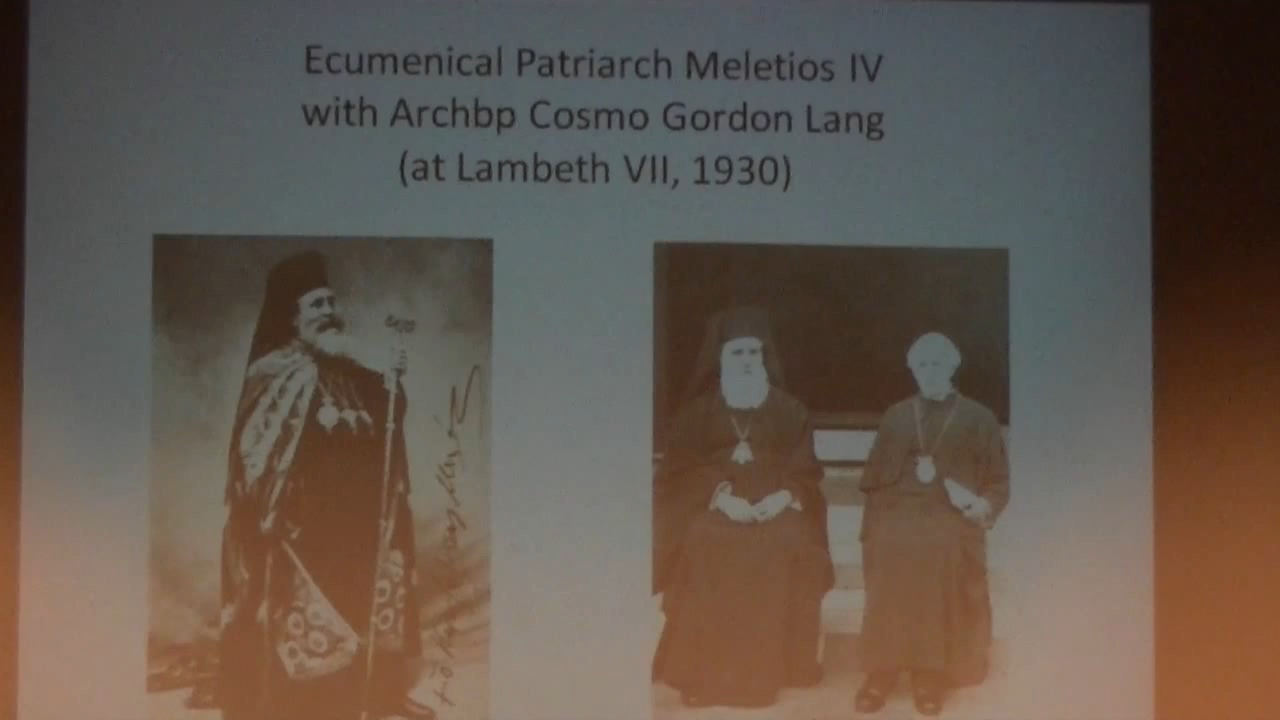 Ecumenical Patriarch Meletios IV
with Archbp Cosmo Gordon Lang
(at Lambeth VII, 1930)